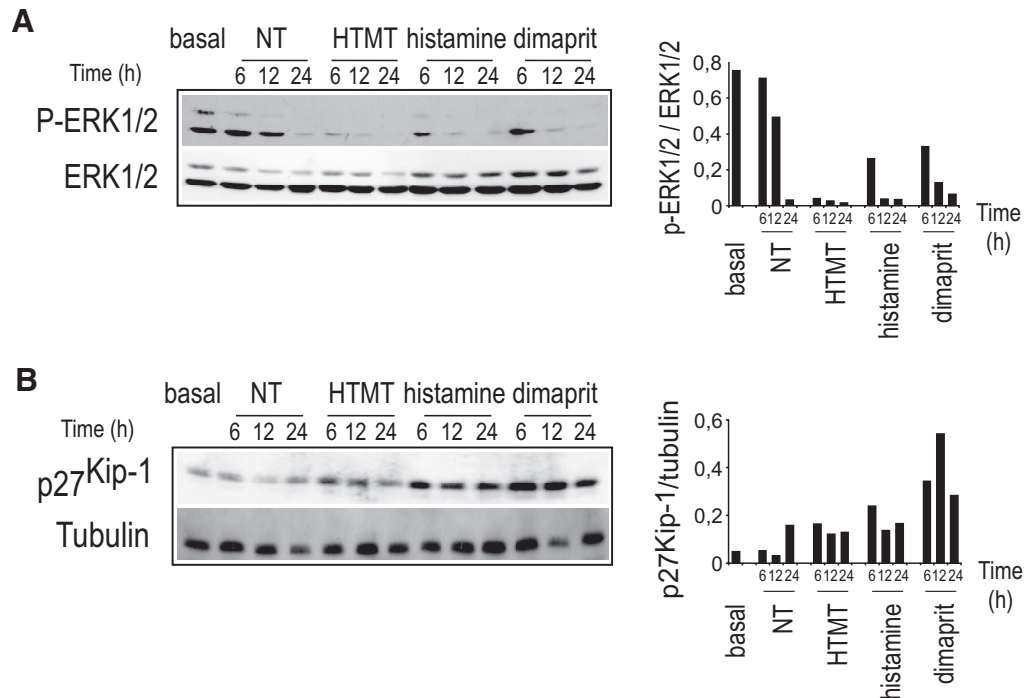 A
basal NT HTMT histamine dimaprit
Time (h) 6 12 24 6 12 24 6 12 24 6 12 24
P-ERK1/2
ERK1/2
p-ERK1/2 / ERK1/2
0,8
0,6
0,4
0,2
0
6 12 24 6 12 24 6 12 24 6 12 24 Time (h)
basal NT HTMT histamine dimaprit
B
basal NT HTMT histamine dimaprit
Time (h) 6 12 24 6 12 24 6 12 24 6 12 24
p27Kip-1
Tubulin
p27Kip-1/tubulin
0,6
0,4
0,2
0
6 12 24 6 12 24 6 12 24 6 12 24 Time (h)
basal NT HTMT histamine dimaprit